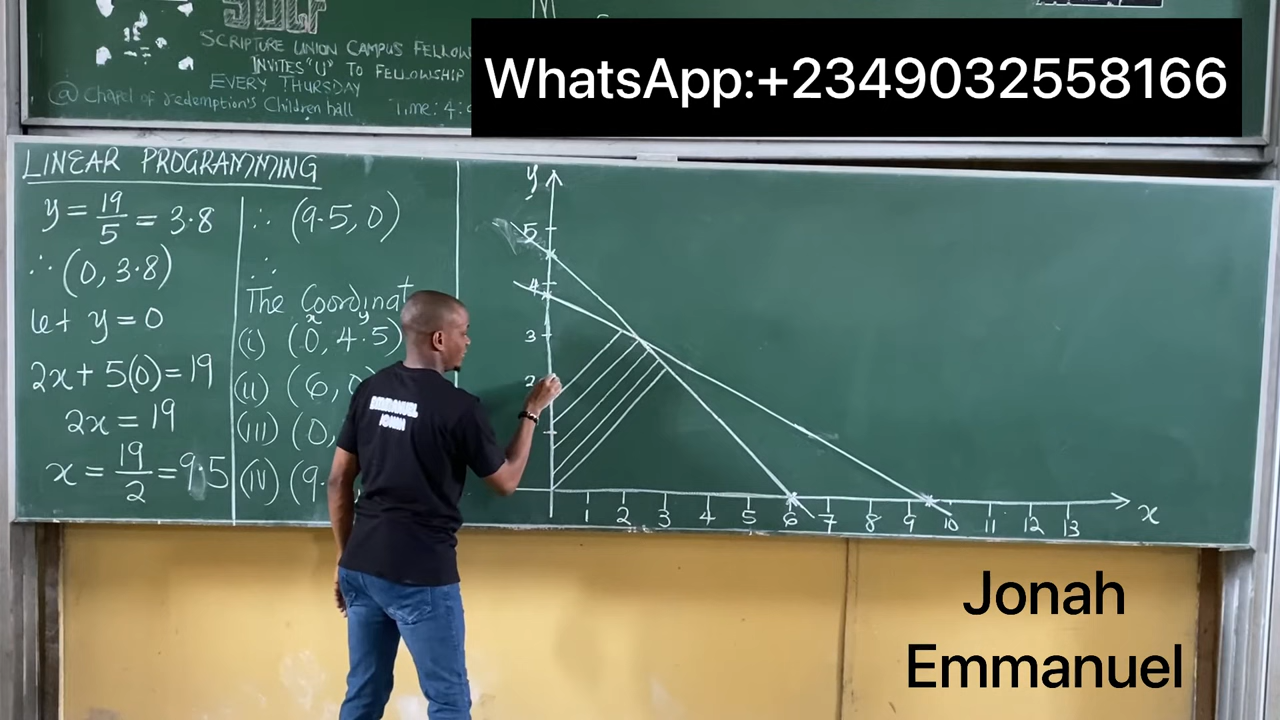 SUCF
SCRIPTURE UNION CAMPUS FELLOW
INVITES "U" TO FELLOWSHIP
EVERY THURSDAY
@ Chapel of redemption's Children hall Time: 4:
WhatsApp:+2349032558166
LINEAR PROGRAMMING
y = 19/5 = 3.8
∴ (0, 3.8)
let y = 0
2x + 5(0) = 19
2x = 19
x = 19/2 = 9.5
∴ (9.5, 0)
∴
The Coordinat
x y
(i) (0, 4.5)
(ii) (6, 0
(iii) (0,
(iv) (9.
y
5
4
3
2
1 2 3 4 5 6 7 8 9 10 11 12 13 x
EMMANUEL
JONAH
Jonah
Emmanuel